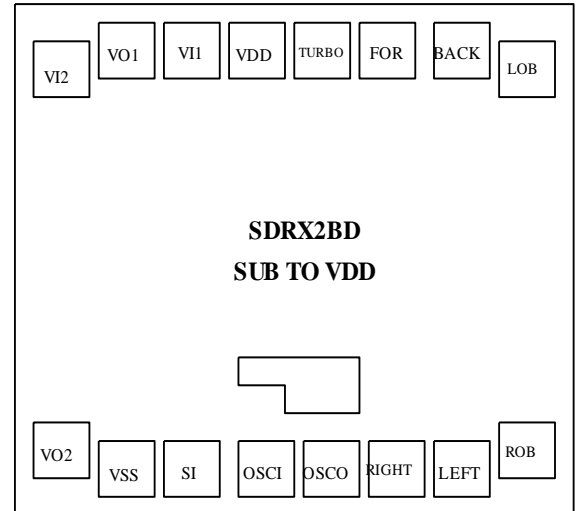 VI2 VO1 VI1 VDD TURBO FOR BACK LOB
SDRX2BD
SUB TO VDD
VO2 VSS SI OSCI OSCO RIGHT LEFT ROB